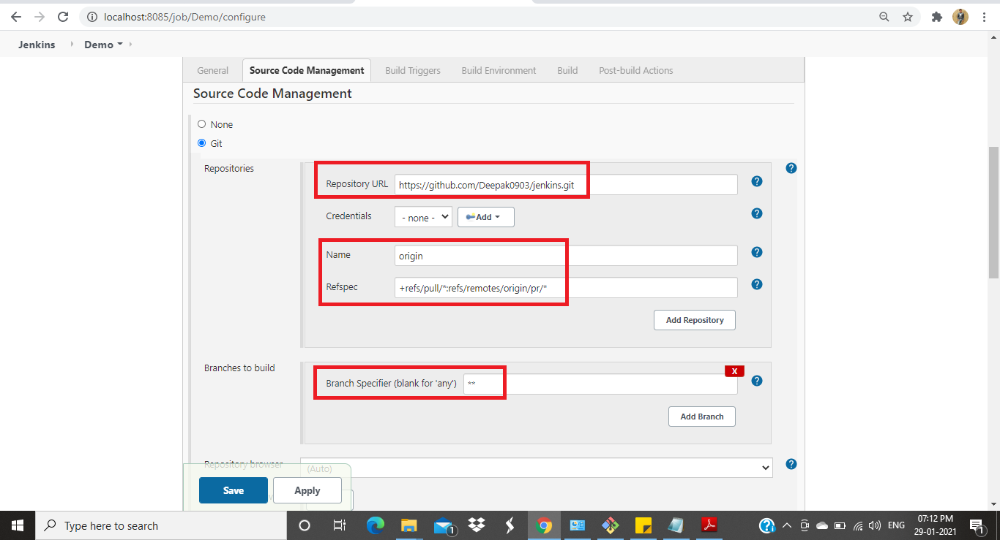 localhost:8085/job/Demo/configure
Jenkins Demo
General Source Code Management Build Triggers Build Environment Build Post-build Actions
Source Code Management
None
Git
Repositories
Repository URL https://github.com/Deepak0903/jenkins.git
Credentials - none - Add
Name origin
Refspec +refs/pull/*:refs/remotes/origin/pr/*
Add Repository
Branches to build
X
Branch Specifier (blank for 'any') **
Add Branch
Repository browser (Auto)
Save Apply
Type here to search
1
ENG
07:12 PM
29-01-2021
1